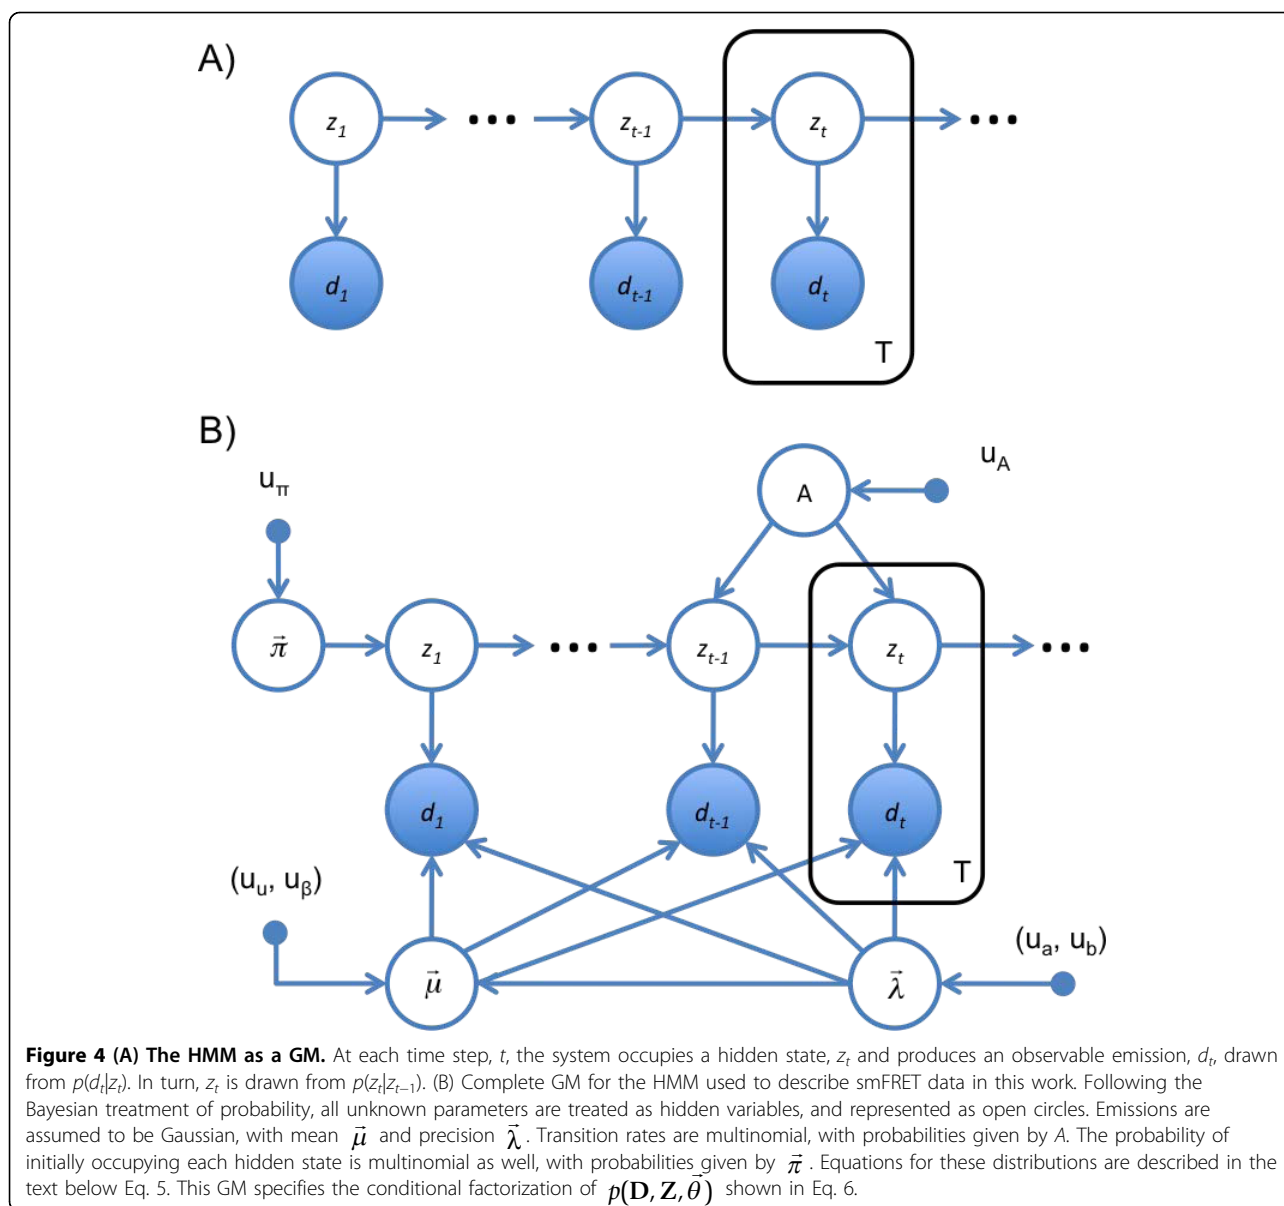 A)
z1 ... zt-1 zt ...
d1 dt-1 dt
T
B)
uπ
uA
A
π⃗ z1 ... zt-1 zt ...
d1 dt-1 dt
T
(uu, uβ)
(ua, ub)
μ⃗ λ⃗
Figure 4 (A) The HMM as a GM. At each time step, t, the system occupies a hidden state, zt and produces an observable emission, dt, drawn
from p(dt|zt). In turn, zt is drawn from p(zt|zt−1). (B) Complete GM for the HMM used to describe smFRET data in this work. Following the
Bayesian treatment of probability, all unknown parameters are treated as hidden variables, and represented as open circles. Emissions are
assumed to be Gaussian, with mean μ⃗ and precision λ⃗. Transition rates are multinomial, with probabilities given by A. The probability of
initially occupying each hidden state is multinomial as well, with probabilities given by π⃗. Equations for these distributions are described in the
text below Eq. 5. This GM specifies the conditional factorization of p(D, Z, θ⃗) shown in Eq. 6.